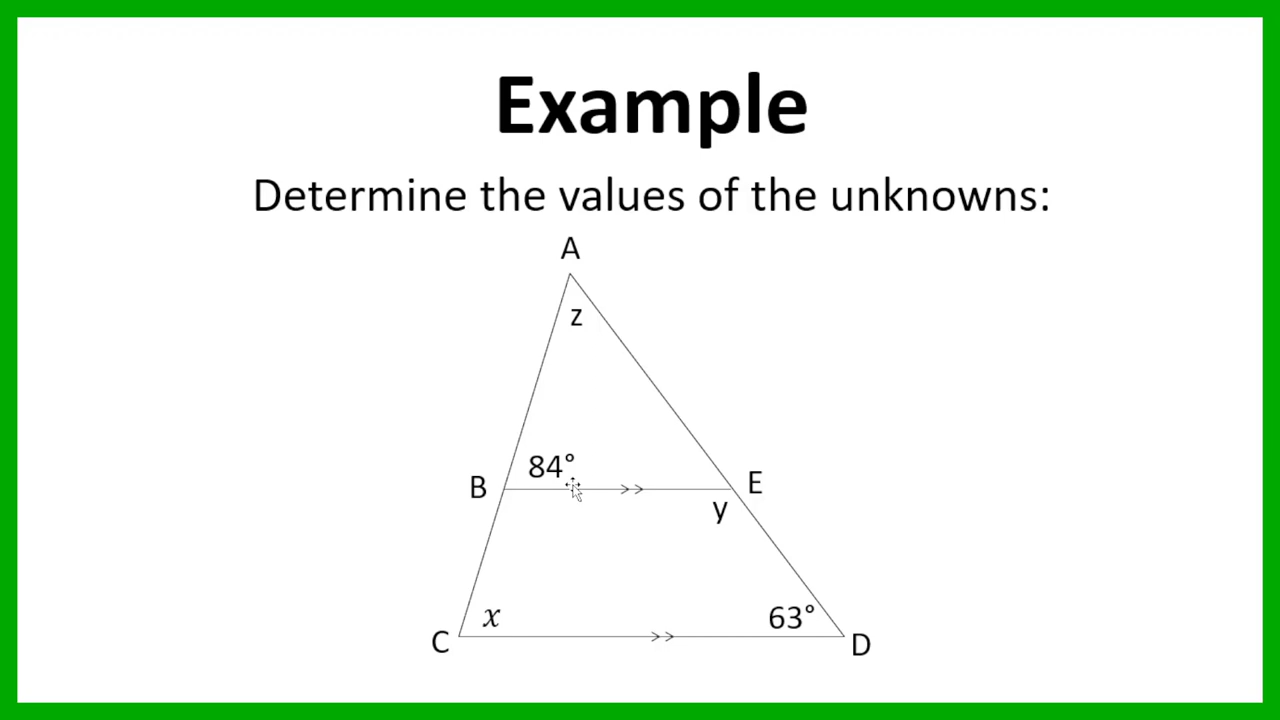 Example
Determine the values of the unknowns:
A
z
84°
B
E
y
x
63°
C
D